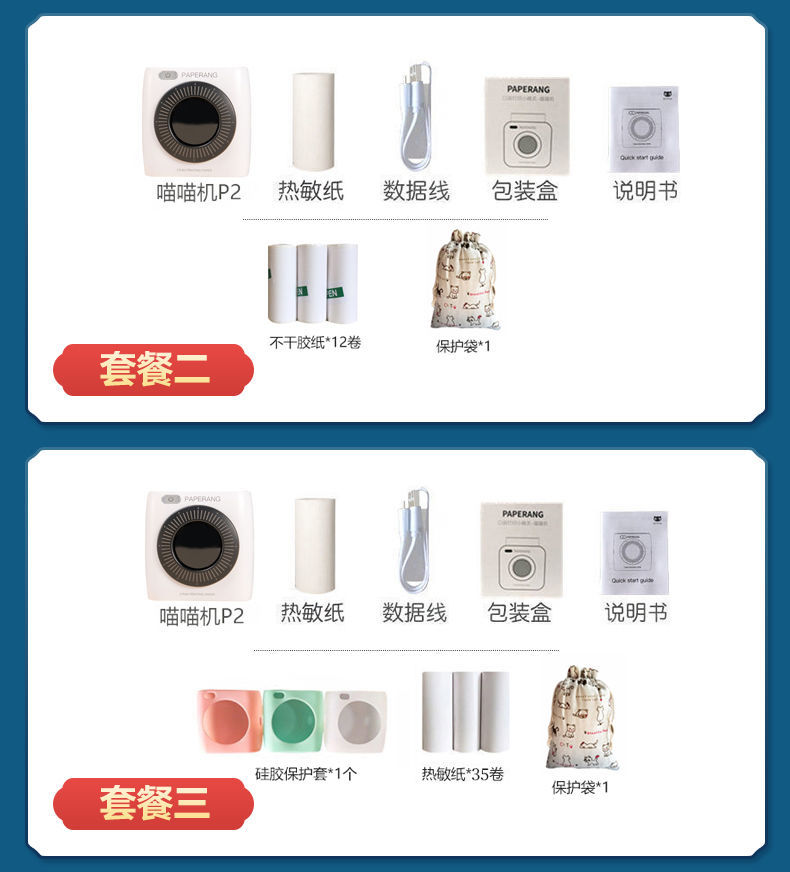 PAPERANG
PAPERANG
Quick start guide
喵喵机P2
热敏纸
数据线
包装盒
说明书
EN
EN
不干胶纸*12卷
保护袋*1
套餐二
PAPERANG
PAPERANG
Quick start guide
喵喵机P2
热敏纸
数据线
包装盒
说明书
硅胶保护套*1个
热敏纸*35卷
保护袋*1
套餐三